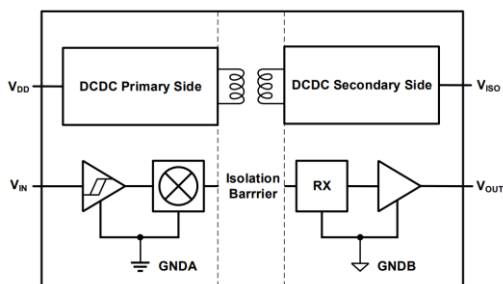 DCDC Primary Side
DCDC Secondary Side
VDD
VISO
VIN
Isolation
Barrrier
RX
VOUT
GNDA
GNDB